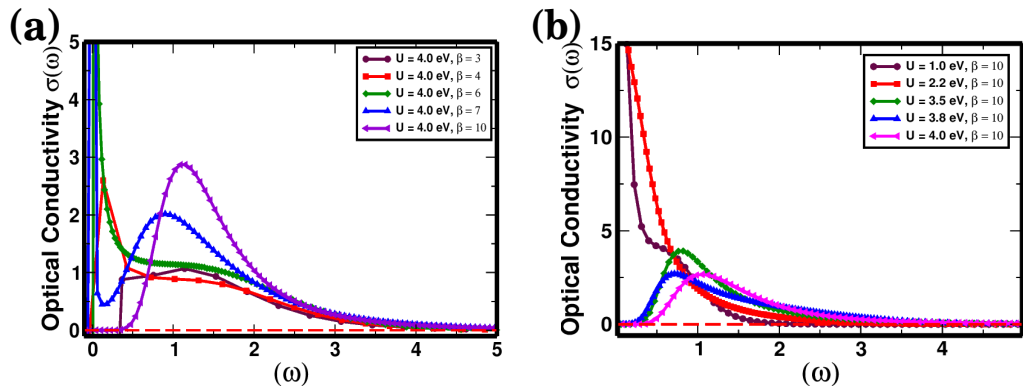 (a)
Optical Conductivity σ(ω)
5
4
3
2
1
0
U = 4.0 eV, β = 3
U = 4.0 eV, β = 4
U = 4.0 eV, β = 6
U = 4.0 eV, β = 7
U = 4.0 eV, β = 10
0 1 2 3 4 5
(ω)
(b)
Optical Conductivity σ(ω)
15
10
5
0
U = 1.0 eV, β = 10
U = 2.2 eV, β = 10
U = 3.5 eV, β = 10
U = 3.8 eV, β = 10
U = 4.0 eV, β = 10
1 2 3 4
(ω)